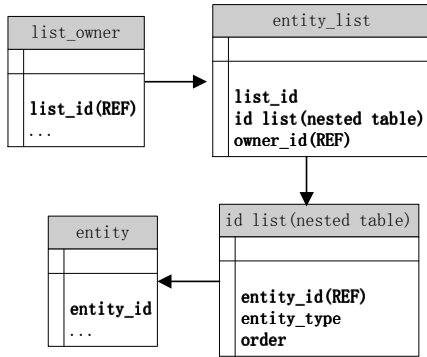 list_owner
list_id(REF)
...
entity_list
list_id
id list(nested table)
owner_id(REF)
entity
entity_id
...
id list(nested table)
entity_id(REF)
entity_type
order